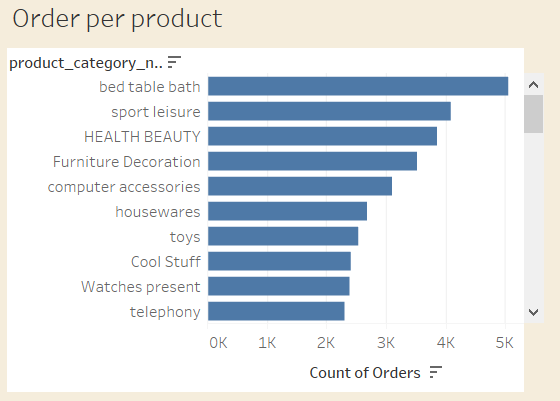 Order per product
product_category_n..
bed table bath
sport leisure
HEALTH BEAUTY
Furniture Decoration
computer accessories
housewares
toys
Cool Stuff
Watches present
telephony
0K 1K 2K 3K 4K 5K
Count of Orders